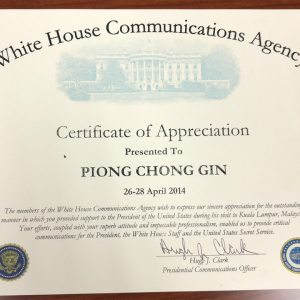 White House Communications Agency
Certificate of Appreciation
Presented To
PIONG CHONG GIN
26-28 April 2014
The members of the White House Communications Agency wish to express our sincere appreciation for the outstanding
manner in which you provided support to the President of the United States during his visit to Kuala Lumpur, Malays
Your efforts, coupled with your superb attitude and impeccable professionalism, enabled us to provide critical
communications for the President, the White House Staff and the United States Secret Service.
Hugh J. Clark
Hugh J. Clark
Presidential Communications Officer